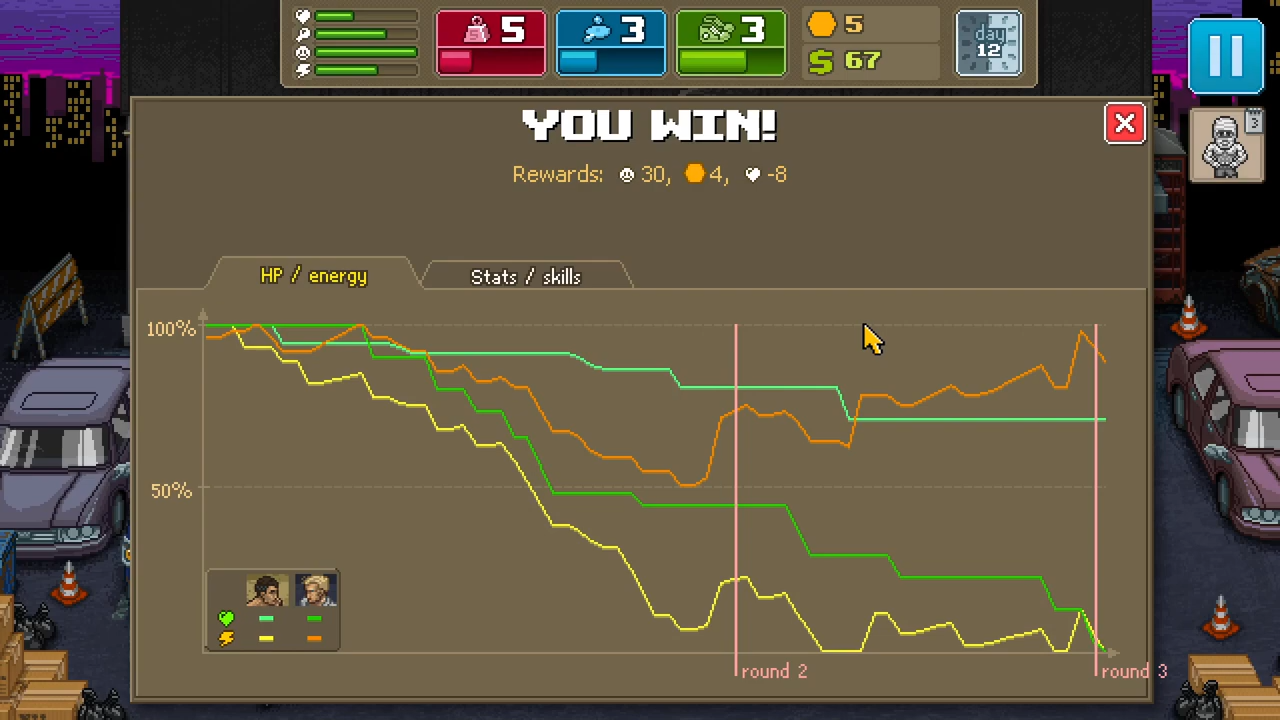 5
3
3
5
67
day
12
3
YOU WIN!
Rewards: 30, 4, -8
HP / energy
Stats / skills
100%
50%
round 2
round 3